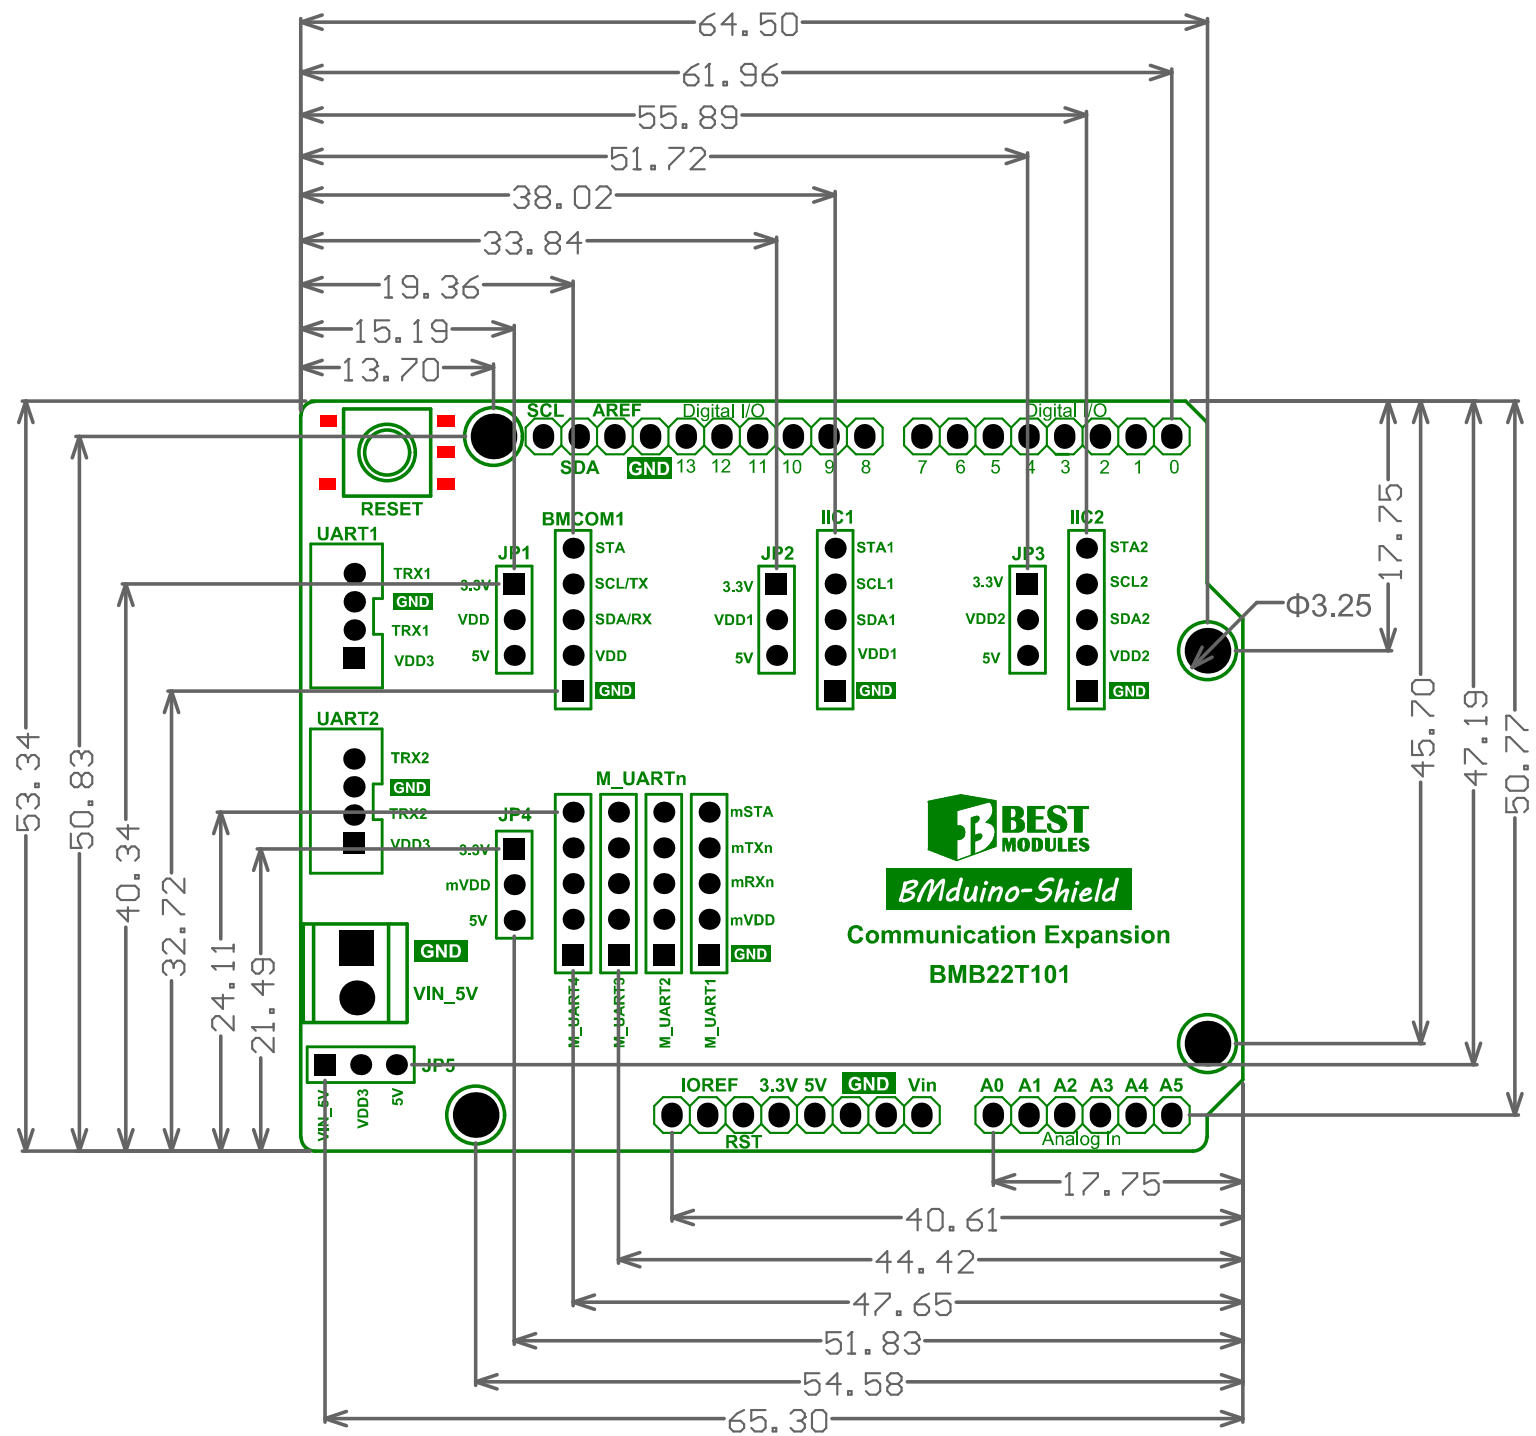 64.50
61.96
55.89
51.72
38.02
33.84
19.36
15.19
13.70
SCL AREF Digital I/O Digital I/O
SDA GND 13 12 11 10 9 8 7 6 5 4 3 2 1 0
RESET
UART1
TRX1
GND
TRX1
VDD3
JP1
3.3V
VDD
5V
BMCOM1
STA
SCL/TX
SDA/RX
VDD
GND
JP2
3.3V
VDD1
5V
IIC1
STA1
SCL1
SDA1
VDD1
GND
JP3
3.3V
VDD2
5V
IIC2
STA2
SCL2
SDA2
VDD2
GND
Φ3.25
17.75
45.70
47.19
50.77
53.34
50.83
40.34
32.72
24.11
21.49
UART2
TRX2
GND
TRX2
VDD3
JP4
3.3V
mVDD
5V
M_UARTn
mSTA
mTXn
mRXn
mVDD
GND
M_UART4
M_UART3
M_UART2
M_UART1
B BEST
MODULES
BMduino-Shield
Communication Expansion
BMB22T101
GND
VIN_5V
JP5
VIN_5V
VDD3
5V
IOREF 3.3V 5V GND Vin A0 A1 A2 A3 A4 A5
RST Analog In
17.75
40.61
44.42
47.65
51.83
54.58
65.30